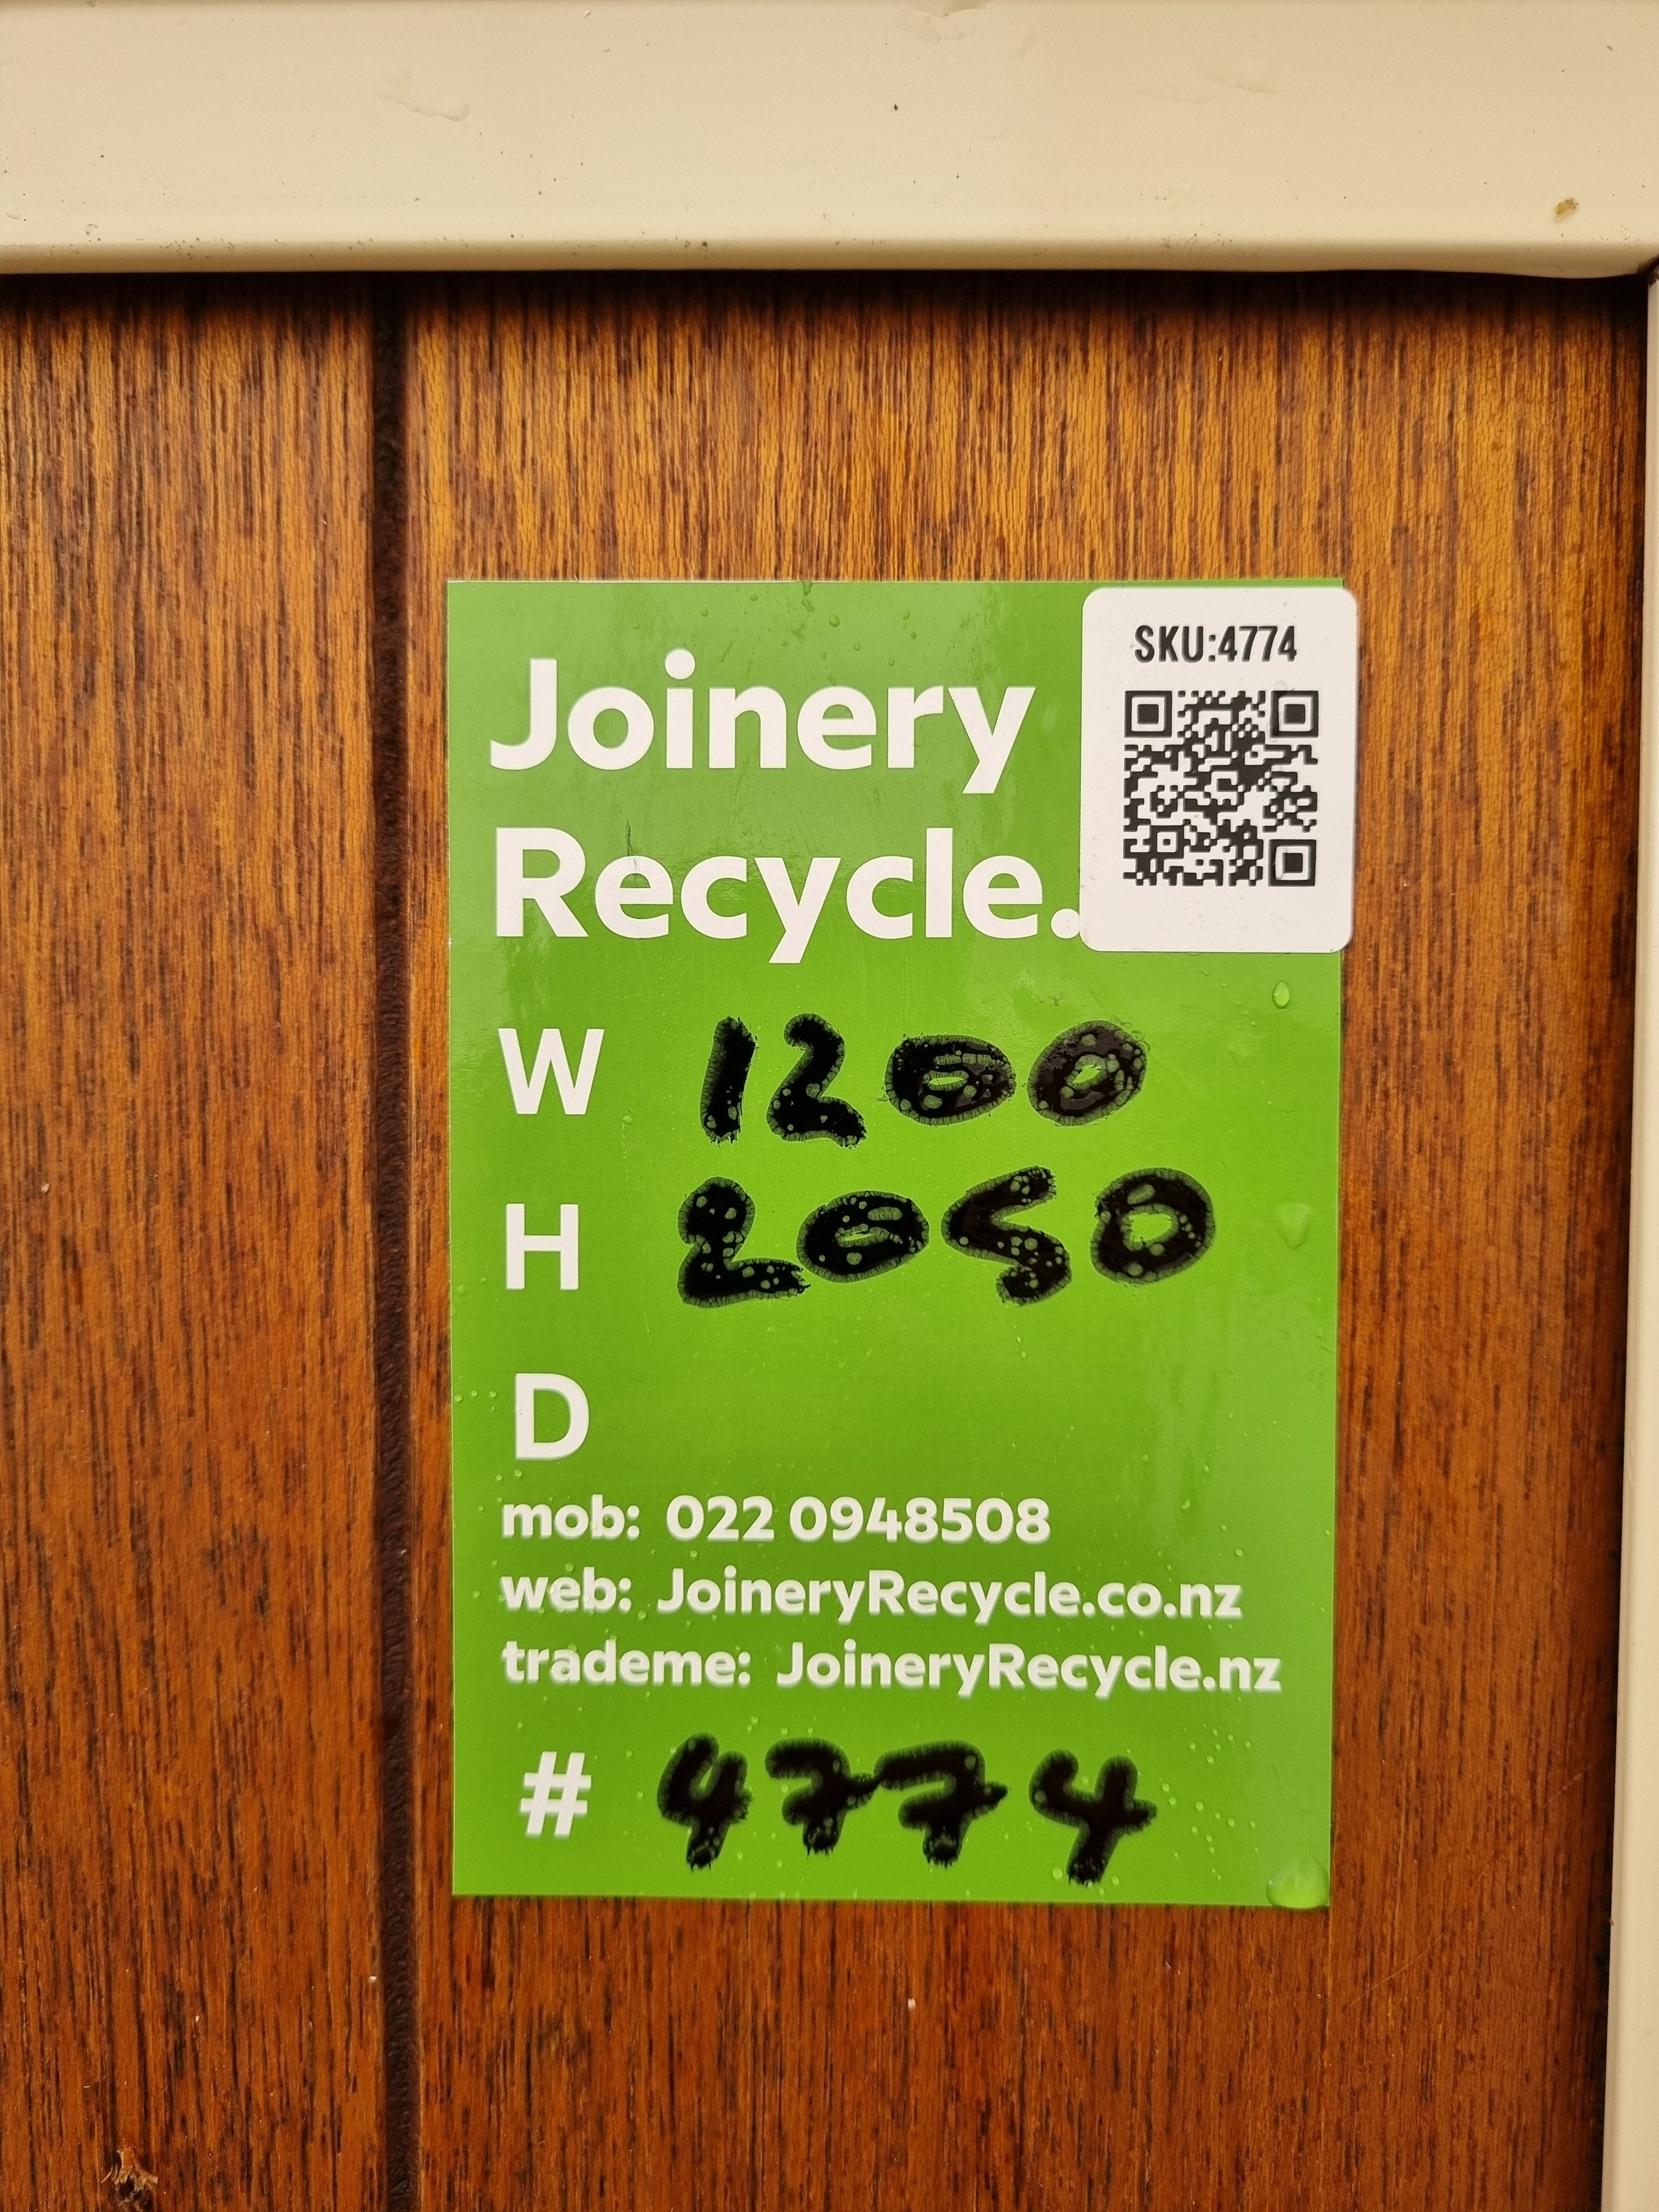 SKU:4774
Joinery
Recycle.
W 1200
H 2050
D
mob: 022 0948508
web: JoineryRecycle.co.nz
trademe: JoineryRecycle.nz
# 4774